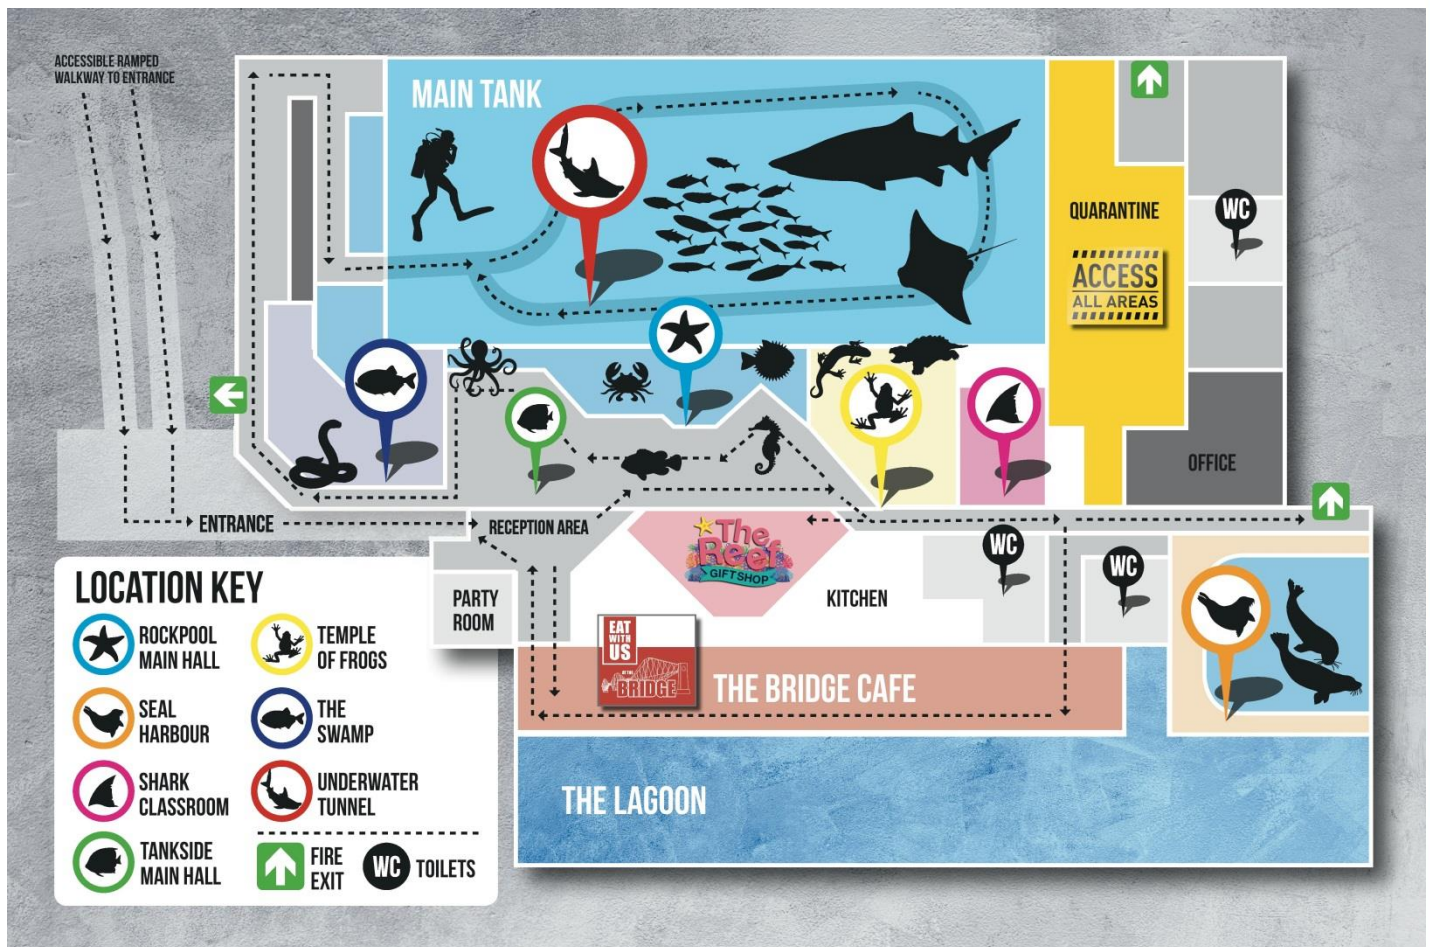 ACCESSIBLE RAMPED
WALKWAY TO ENTRANCE
MAIN TANK
QUARANTINE
ACCESS
ALL AREAS
WC
OFFICE
ENTRANCE
RECEPTION AREA
The
Reef
GIFT SHOP
WC
WC
KITCHEN
PARTY
ROOM
EAT
WITH
US
BRIDGE
THE BRIDGE CAFE
THE LAGOON
LOCATION KEY
ROCKPOOL
MAIN HALL
TEMPLE
OF FROGS
SEAL
HARBOUR
THE
SWAMP
SHARK
CLASSROOM
UNDERWATER
TUNNEL
TANKSIDE
MAIN HALL
FIRE
EXIT
WC
TOILETS